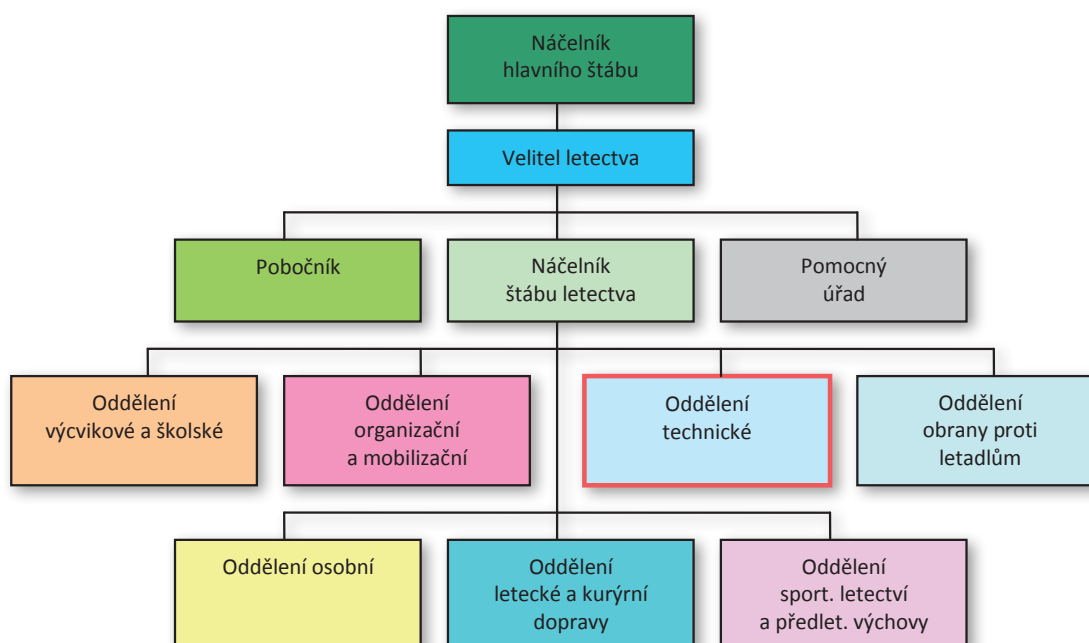 Náčelník
hlavního štábu
Velitel letectva
Pobočník
Náčelník
štábu letectva
Pomocný
úřad
Oddělení
výcvikové a školské
Oddělení
organizační
a mobilizační
Oddělení
technické
Oddělení
obrany proti
letadlům
Oddělení osobní
Oddělení
letecké a kurýrní
dopravy
Oddělení
sport. letectví
a předlet. výchovy